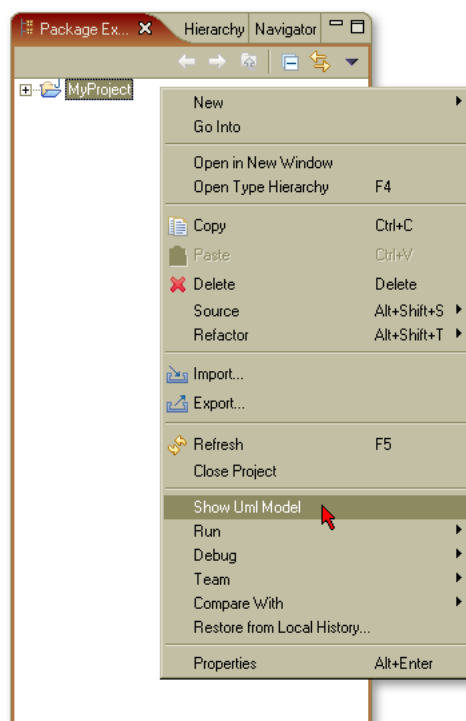 Package Ex... Hierarchy Navigator
MyProject
New
Go Into
Open in New Window
Open Type Hierarchy F4
Copy Ctrl+C
Paste Ctrl+V
Delete Delete
Source Alt+Shift+S
Refactor Alt+Shift+T
Import...
Export...
Refresh F5
Close Project
Show Uml Model
Run
Debug
Team
Compare With
Restore from Local History...
Properties Alt+Enter